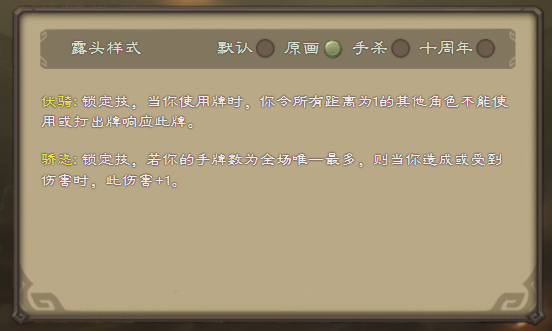 露头样式 默认 原画 手杀 十周年
伏骑: 锁定技，当你使用牌时，你令所有距离为1的其他角色不能使
用或打出牌响应此牌。
骄恣: 锁定技，若你的手牌数为全场唯一最多，则当你造成或受到
伤害时，此伤害+1。